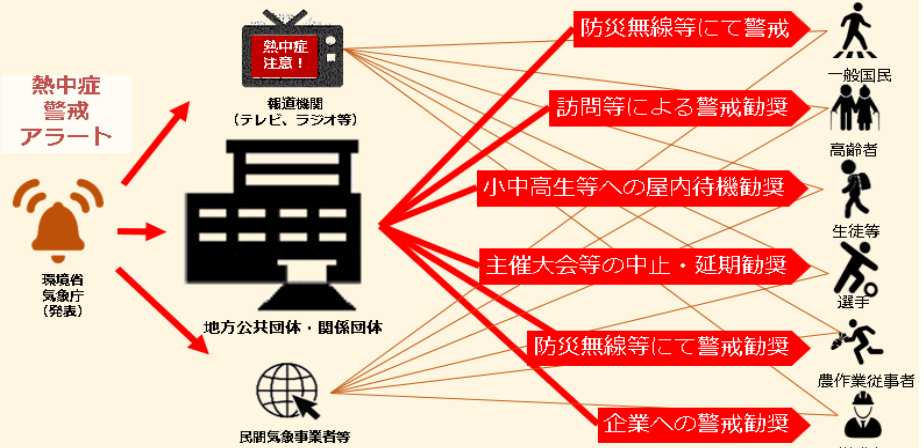 熱中症
警戒
アラート
環境省
気象庁
(発表)
熱中症
注意！
報道機関
(テレビ、ラジオ等)
地方公共団体・関係団体
民間気象事業者等
防災無線等にて警戒
訪問等による警戒勧奨
小中高生等への屋内待機勧奨
主催大会等の中止・延期勧奨
防災無線等にて警戒勧奨
企業への警戒勧奨
一般国民
高齢者
生徒等
選手
農作業従事者